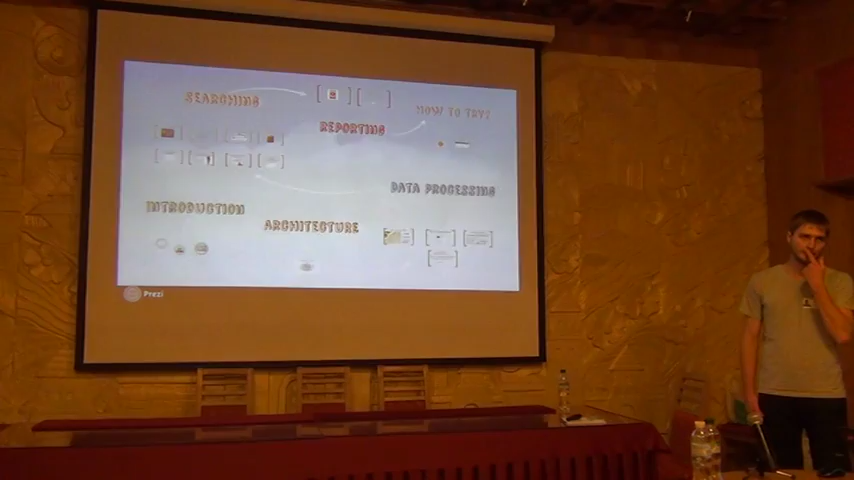 SEARCHING
HOW TO TRY?
REPORTING
DATA PROCESSING
INTRODUCTION
ARCHITECTURE
Prezi